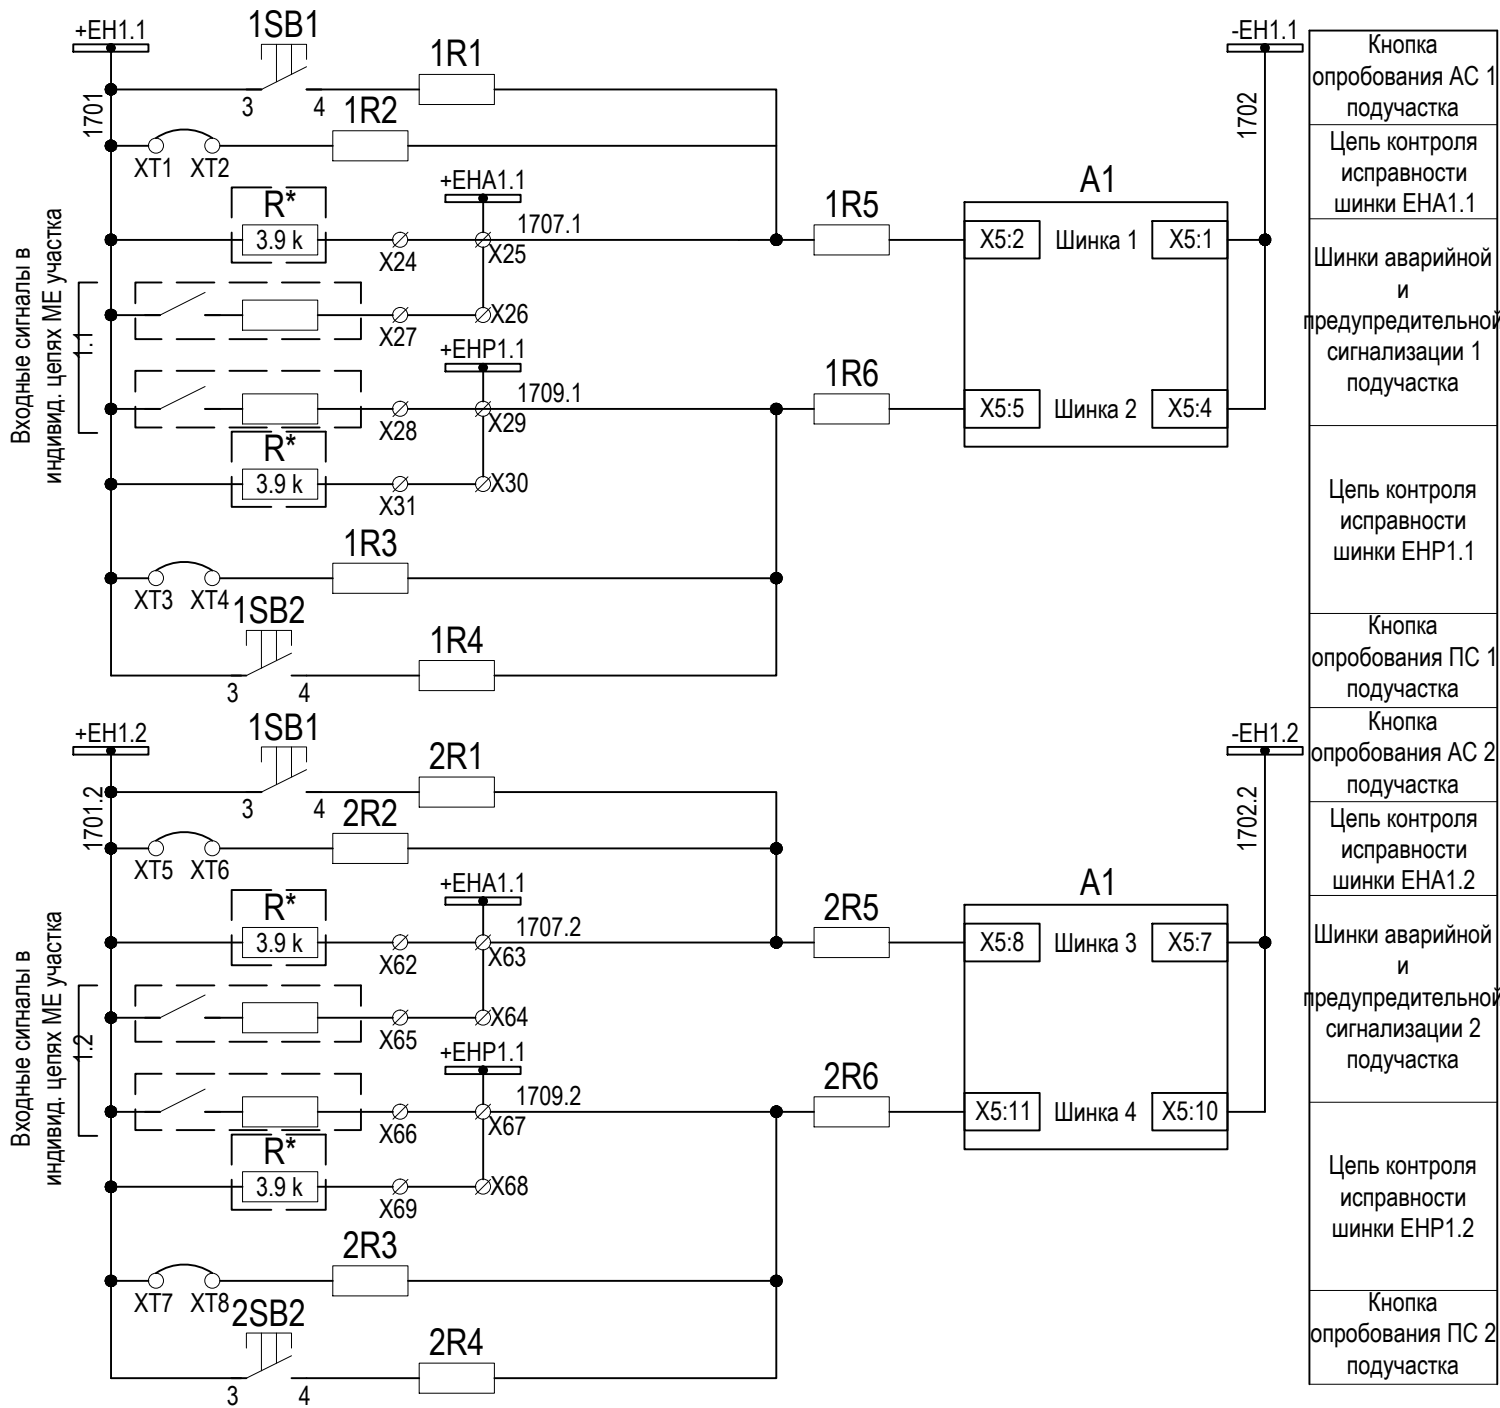 +EH1.1
1SB1
1R1
-EH1.1
Кнопка
опробования АС 1
подучастка
3
4
1701
1702
1R2
XT1
XT2
Цепь контроля
исправности
шинки EHA1.1
R*
3.9 k
X24
+EHA1.1
X25
1707.1
1R5
A1
X5:2
Шинка 1
X5:1
Входные сигналы в
индивид. цепях МЕ участка
1.1
X27
X26
Шинки аварийной
и
предупредительной
сигнализации 1
подучастка
+EHP1.1
1709.1
X28
X29
1R6
X5:5
Шинка 2
X5:4
R*
3.9 k
X31
X30
Цепь контроля
исправности
шинки EHP1.1
1R3
XT3
XT4
1SB2
3
4
1R4
Кнопка
опробования ПС 1
подучастка
+EH1.2
1SB1
2R1
-EH1.2
Кнопка
опробования АС 2
подучастка
3
4
1701.2
1702.2
2R2
XT5
XT6
Цепь контроля
исправности
шинки EHA1.2
R*
3.9 k
X62
+EHA1.1
X63
1707.2
2R5
A1
X5:8
Шинка 3
X5:7
Входные сигналы в
индивид. цепях МЕ участка
1.2
X65
X64
Шинки аварийной
и
предупредительной
сигнализации 2
подучастка
+EHP1.1
1709.2
X66
X67
2R6
X5:11
Шинка 4
X5:10
R*
3.9 k
X69
X68
Цепь контроля
исправности
шинки EHP1.2
2R3
XT7
XT8
2SB2
3
4
2R4
Кнопка
опробования ПС 2
подучастка